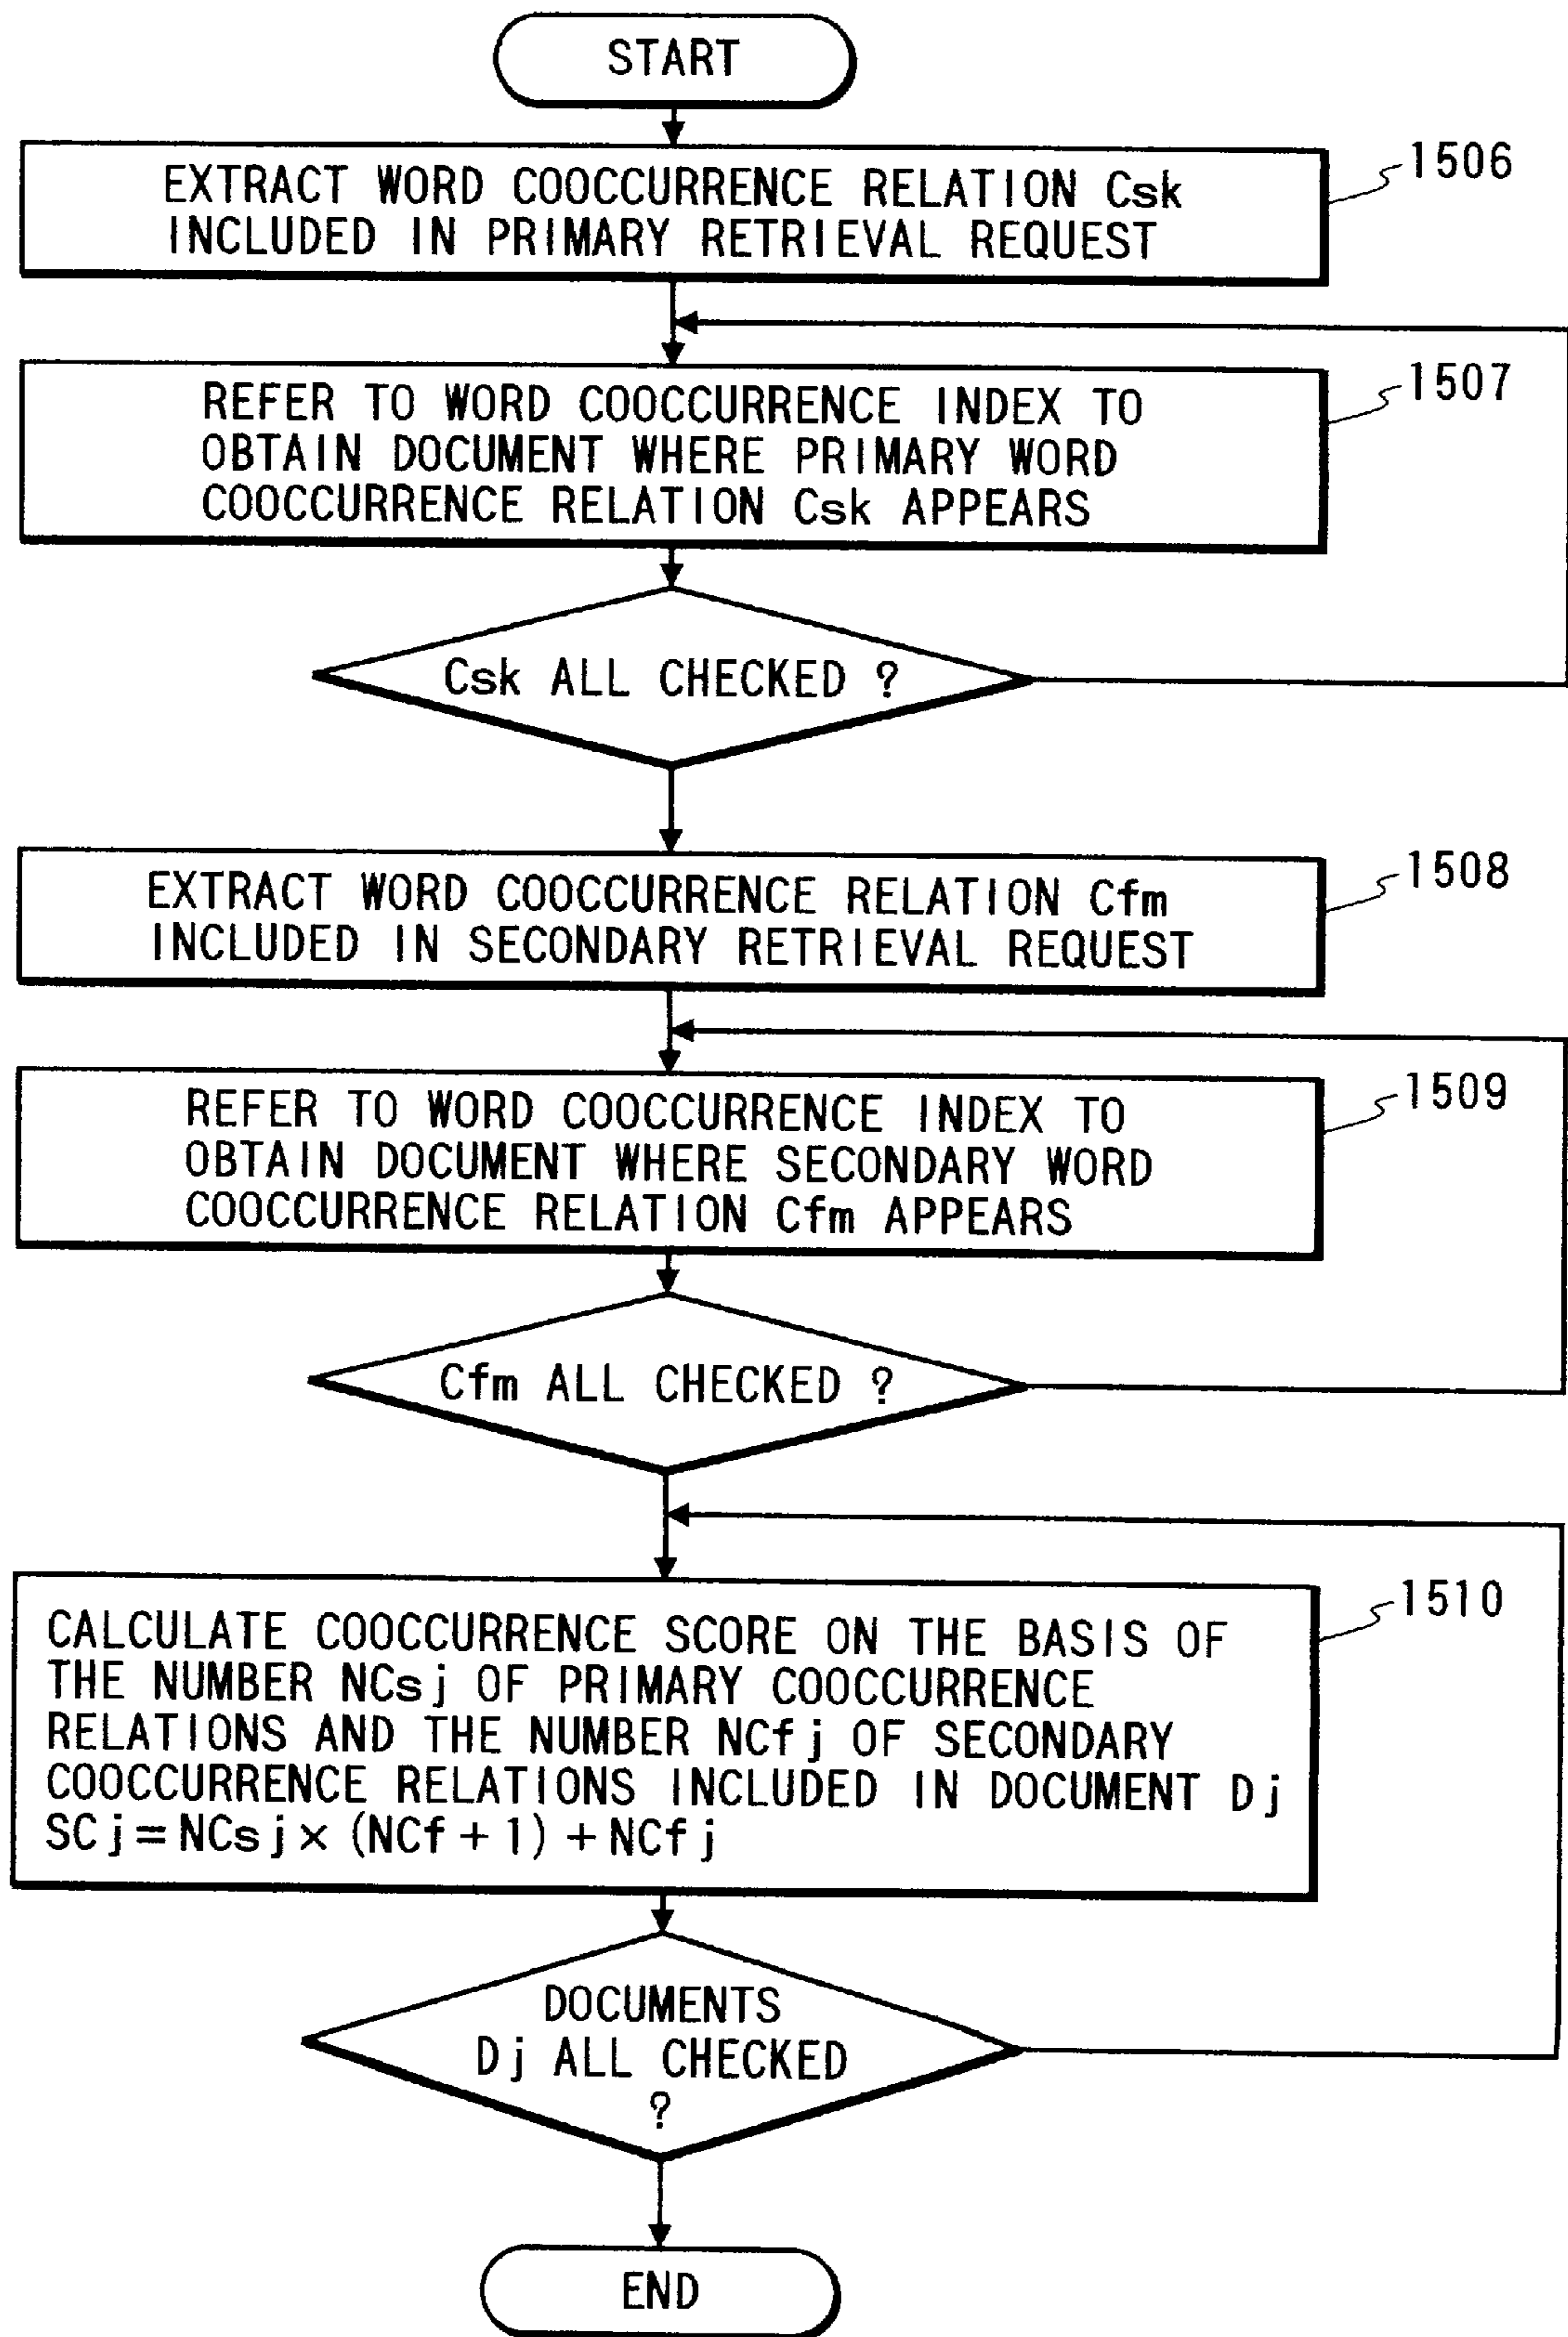 START
EXTRACT WORD COOCCURRENCE RELATION Csk
INCLUDED IN PRIMARY RETRIEVAL REQUEST
1506
REFER TO WORD COOCCURRENCE INDEX TO
OBTAIN DOCUMENT WHERE PRIMARY WORD
COOCCURRENCE RELATION Csk APPEARS
1507
Csk ALL CHECKED ?
EXTRACT WORD COOCCURRENCE RELATION Cfm
INCLUDED IN SECONDARY RETRIEVAL REQUEST
1508
REFER TO WORD COOCCURRENCE INDEX TO
OBTAIN DOCUMENT WHERE SECONDARY WORD
COOCCURRENCE RELATION Cfm APPEARS
1509
Cfm ALL CHECKED ?
CALCULATE COOCCURRENCE SCORE ON THE BASIS OF
THE NUMBER NCsj OF PRIMARY COOCCURRENCE
RELATIONS AND THE NUMBER NCfj OF SECONDARY
COOCCURRENCE RELATIONS INCLUDED IN DOCUMENT Dj
SCj=NCsj×(NCf+1)+NCfj
1510
DOCUMENTS
Dj ALL CHECKED
?
END